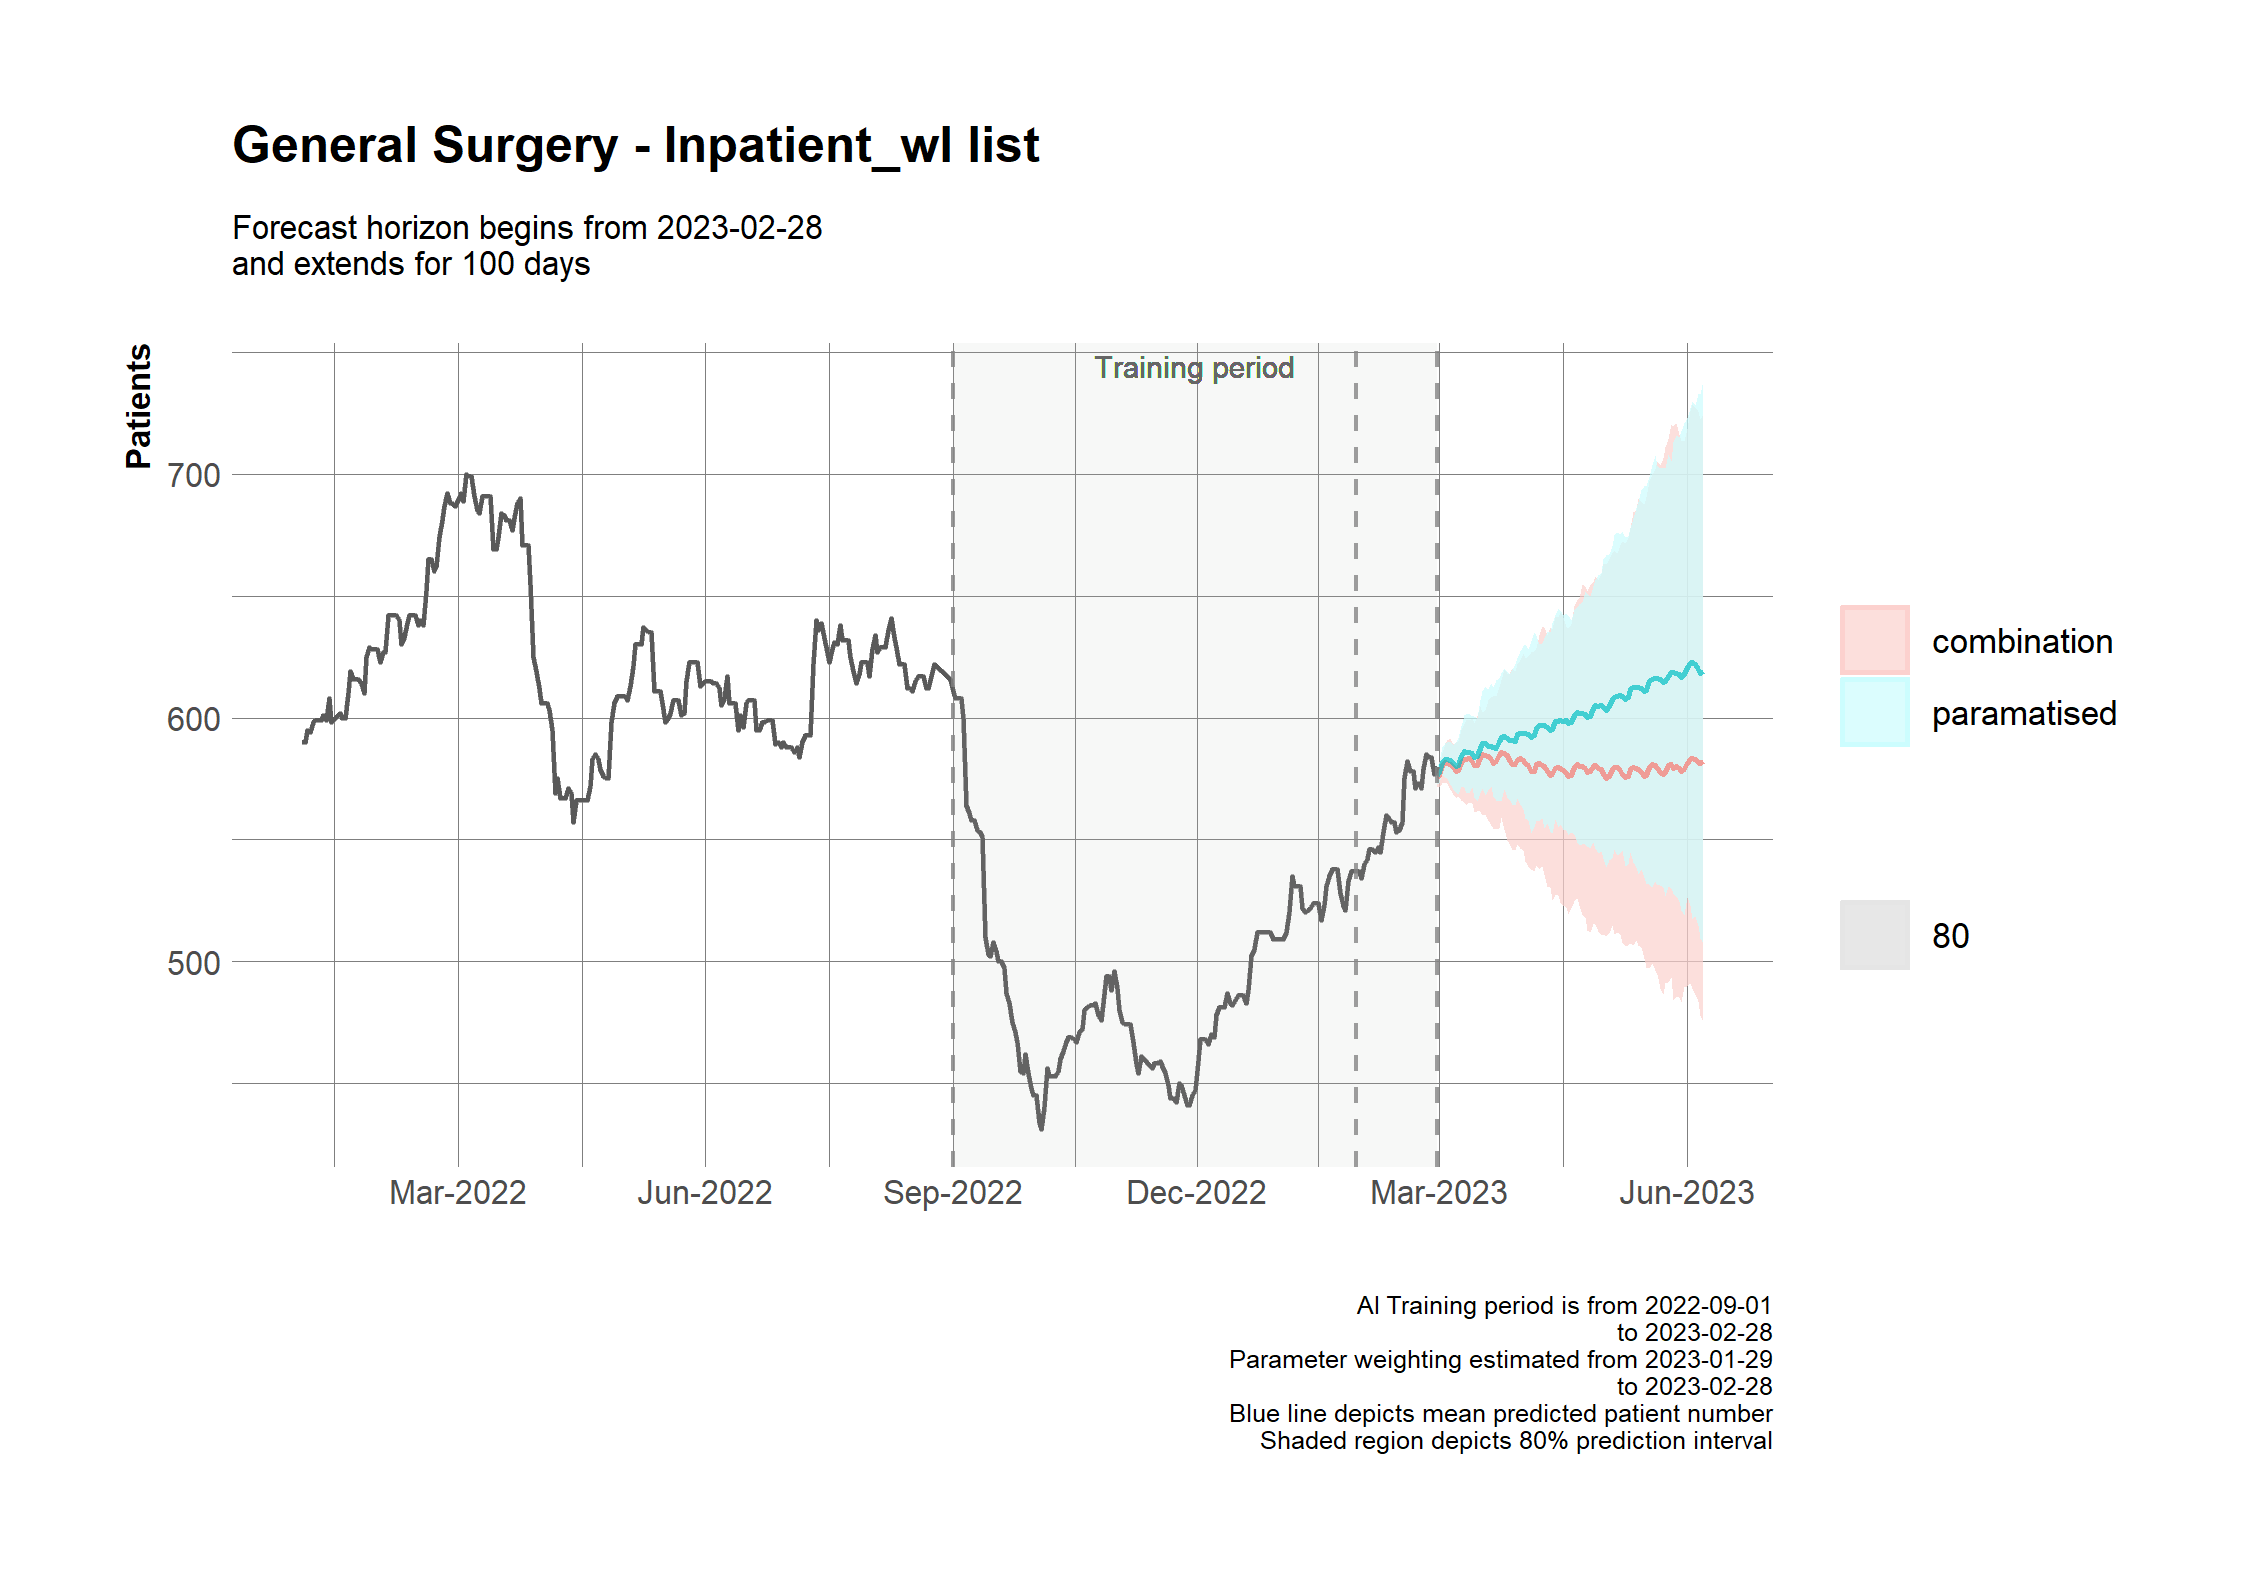 General Surgery - Inpatient_wl list
Forecast horizon begins from 2023-02-28
and extends for 100 days
Patients
Training period
700
600
500
Mar-2022
Jun-2022
Sep-2022
Dec-2022
Mar-2023
Jun-2023
combination
paramatised
80
AI Training period is from 2022-09-01
to 2023-02-28
Parameter weighting estimated from 2023-01-29
to 2023-02-28
Blue line depicts mean predicted patient number
Shaded region depicts 80% prediction interval